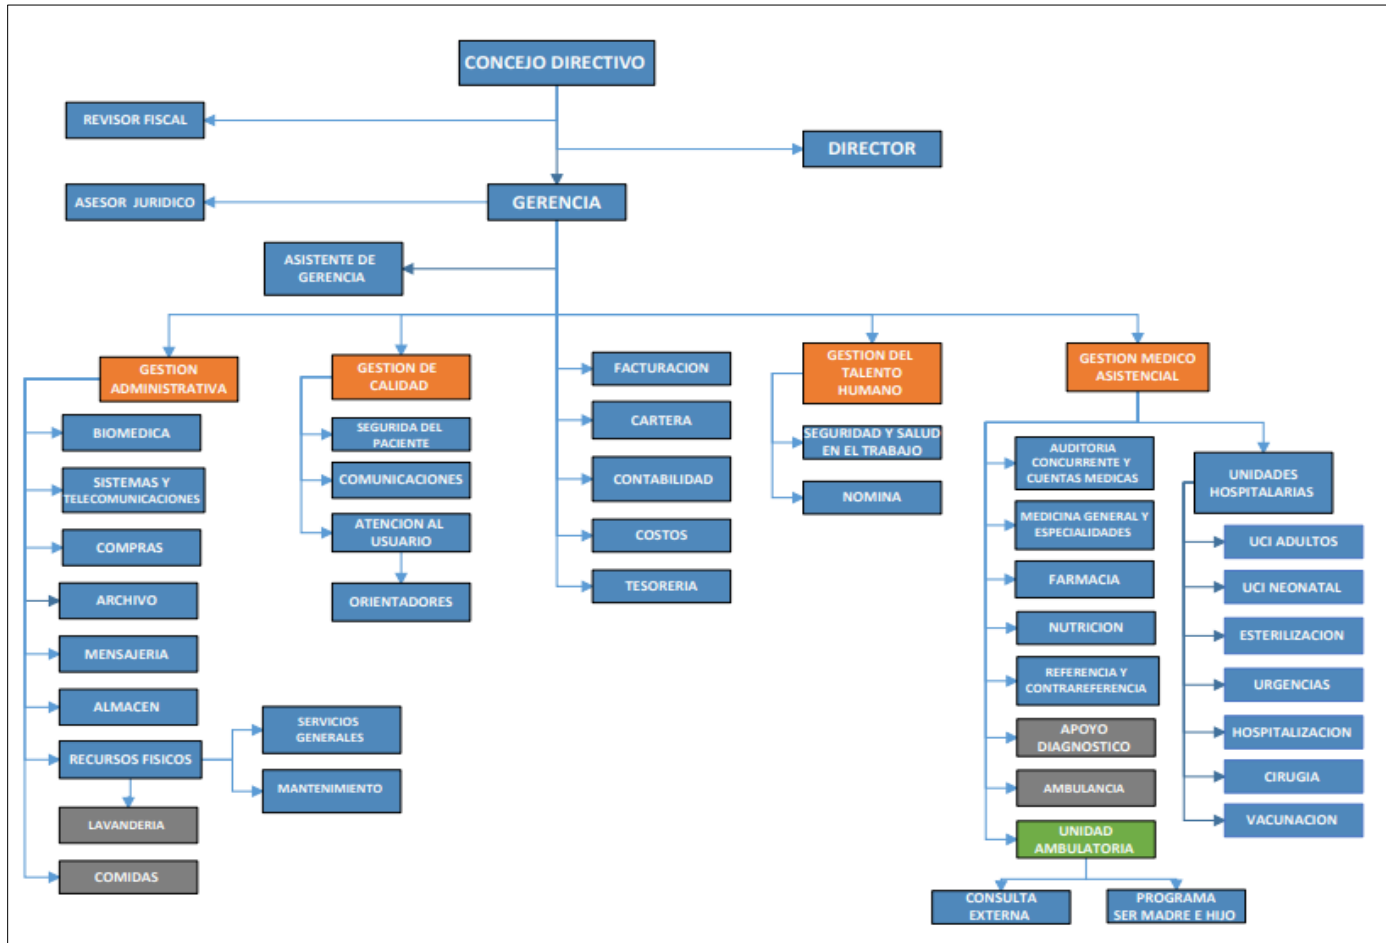 CONCEJO DIRECTIVO
REVISOR FISCAL
DIRECTOR
ASESOR JURIDICO
GERENCIA
ASISTENTE DE
GERENCIA
GESTION
ADMINISTRATIVA
BIOMEDICA
SISTEMAS Y
TELECOMUNICACIONES
COMPRAS
ARCHIVO
MENSAJERIA
ALMACEN
RECURSOS FISICOS
SERVICIOS
GENERALES
MANTENIMIENTO
LAVANDERIA
COMIDAS
GESTION DE
CALIDAD
SEGURIDA DEL
PACIENTE
COMUNICACIONES
ATENCION AL
USUARIO
ORIENTADORES
FACTURACION
CARTERA
CONTABILIDAD
COSTOS
TESORERIA
GESTION DEL
TALENTO
HUMANO
SEGURIDAD Y SALUD
EN EL TRABAJO
NOMINA
GESTION MEDICO
ASISTENCIAL
AUDITORIA
CONCURRENTE Y
CUENTAS MEDICAS
MEDICINA GENERAL Y
ESPECIALIDADES
FARMACIA
NUTRICION
REFERENCIA Y
CONTRAREFERENCIA
APOYO
DIAGNOSTICO
AMBULANCIA
UNIDAD
AMBULATORIA
CONSULTA
EXTERNA
PROGRAMA
SER MADRE E HIJO
UNIDADES
HOSPITALARIAS
UCI ADULTOS
UCI NEONATAL
ESTERILIZACION
URGENCIAS
HOSPITALIZACION
CIRUGIA
VACUNACION